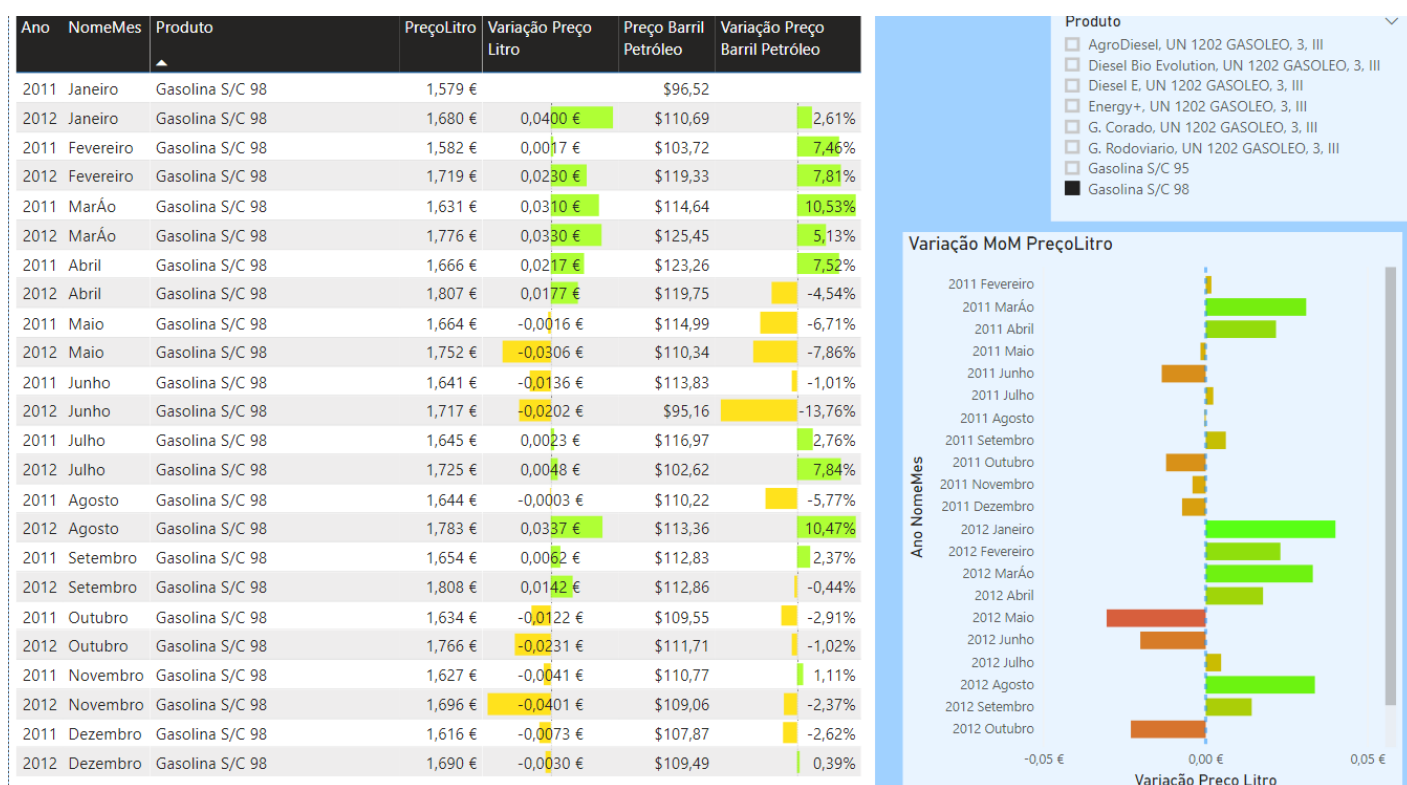 Ano NomeMes Produto PreçoLitro Variação Preço Litro Preço Barril Petróleo Variação Preço Barril Petróleo
2011 Janeiro Gasolina S/C 98 1,579 € $96,52
2012 Janeiro Gasolina S/C 98 1,680 € 0,0400 € $110,69 2,61%
2011 Fevereiro Gasolina S/C 98 1,582 € 0,0017 € $103,72 7,46%
2012 Fevereiro Gasolina S/C 98 1,719 € 0,0230 € $119,33 7,81%
2011 MarÁo Gasolina S/C 98 1,631 € 0,0310 € $114,64 10,53%
2012 MarÁo Gasolina S/C 98 1,776 € 0,0330 € $125,45 5,13%
2011 Abril Gasolina S/C 98 1,666 € 0,0217 € $123,26 7,52%
2012 Abril Gasolina S/C 98 1,807 € 0,0177 € $119,75 -4,54%
2011 Maio Gasolina S/C 98 1,664 € -0,0016 € $114,99 -6,71%
2012 Maio Gasolina S/C 98 1,752 € -0,0306 € $110,34 -7,86%
2011 Junho Gasolina S/C 98 1,641 € -0,0136 € $113,83 -1,01%
2012 Junho Gasolina S/C 98 1,717 € -0,0202 € $95,16 -13,76%
2011 Julho Gasolina S/C 98 1,645 € 0,0023 € $116,97 2,76%
2012 Julho Gasolina S/C 98 1,725 € 0,0048 € $102,62 7,84%
2011 Agosto Gasolina S/C 98 1,644 € -0,0003 € $110,22 -5,77%
2012 Agosto Gasolina S/C 98 1,783 € 0,0337 € $113,36 10,47%
2011 Setembro Gasolina S/C 98 1,654 € 0,0062 € $112,83 2,37%
2012 Setembro Gasolina S/C 98 1,808 € 0,0142 € $112,86 -0,44%
2011 Outubro Gasolina S/C 98 1,634 € -0,0122 € $109,55 -2,91%
2012 Outubro Gasolina S/C 98 1,766 € -0,0231 € $111,71 -1,02%
2011 Novembro Gasolina S/C 98 1,627 € -0,0041 € $110,77 1,11%
2012 Novembro Gasolina S/C 98 1,696 € -0,0401 € $109,06 -2,37%
2011 Dezembro Gasolina S/C 98 1,616 € -0,0073 € $107,87 -2,62%
2012 Dezembro Gasolina S/C 98 1,690 € -0,0030 € $109,49 0,39%
Produto
AgroDiesel, UN 1202 GASOLEO, 3, III
Diesel Bio Evolution, UN 1202 GASOLEO, 3, III
Diesel E, UN 1202 GASOLEO, 3, III
Energy+, UN 1202 GASOLEO, 3, III
G. Corado, UN 1202 GASOLEO, 3, III
G. Rodoviario, UN 1202 GASOLEO, 3, III
Gasolina S/C 95
Gasolina S/C 98
Variação MoM PreçoLitro
Ano NomeMes
2011 Fevereiro
2011 MarÁo
2011 Abril
2011 Maio
2011 Junho
2011 Julho
2011 Agosto
2011 Setembro
2011 Outubro
2011 Novembro
2011 Dezembro
2012 Janeiro
2012 Fevereiro
2012 MarÁo
2012 Abril
2012 Maio
2012 Junho
2012 Julho
2012 Agosto
2012 Setembro
2012 Outubro
-0,05 € 0,00 € 0,05 €
Variação Preço Litro